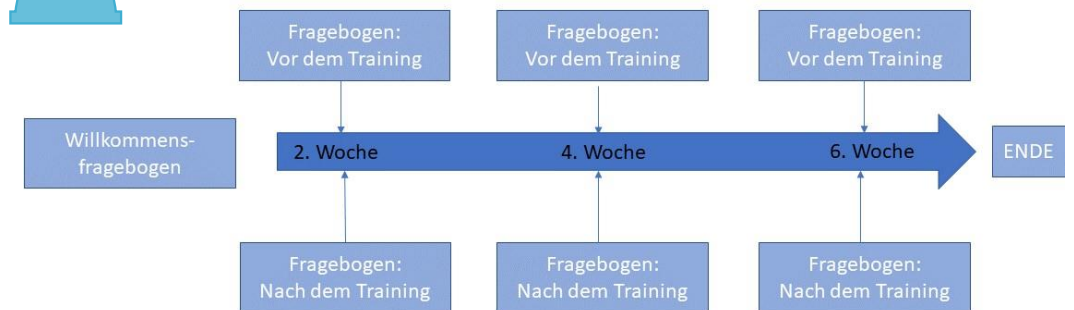 Fragebogen:
Vor dem Training
Fragebogen:
Vor dem Training
Fragebogen:
Vor dem Training
Willkommens-
fragebogen
2. Woche
4. Woche
6. Woche
ENDE
Fragebogen:
Nach dem Training
Fragebogen:
Nach dem Training
Fragebogen:
Nach dem Training